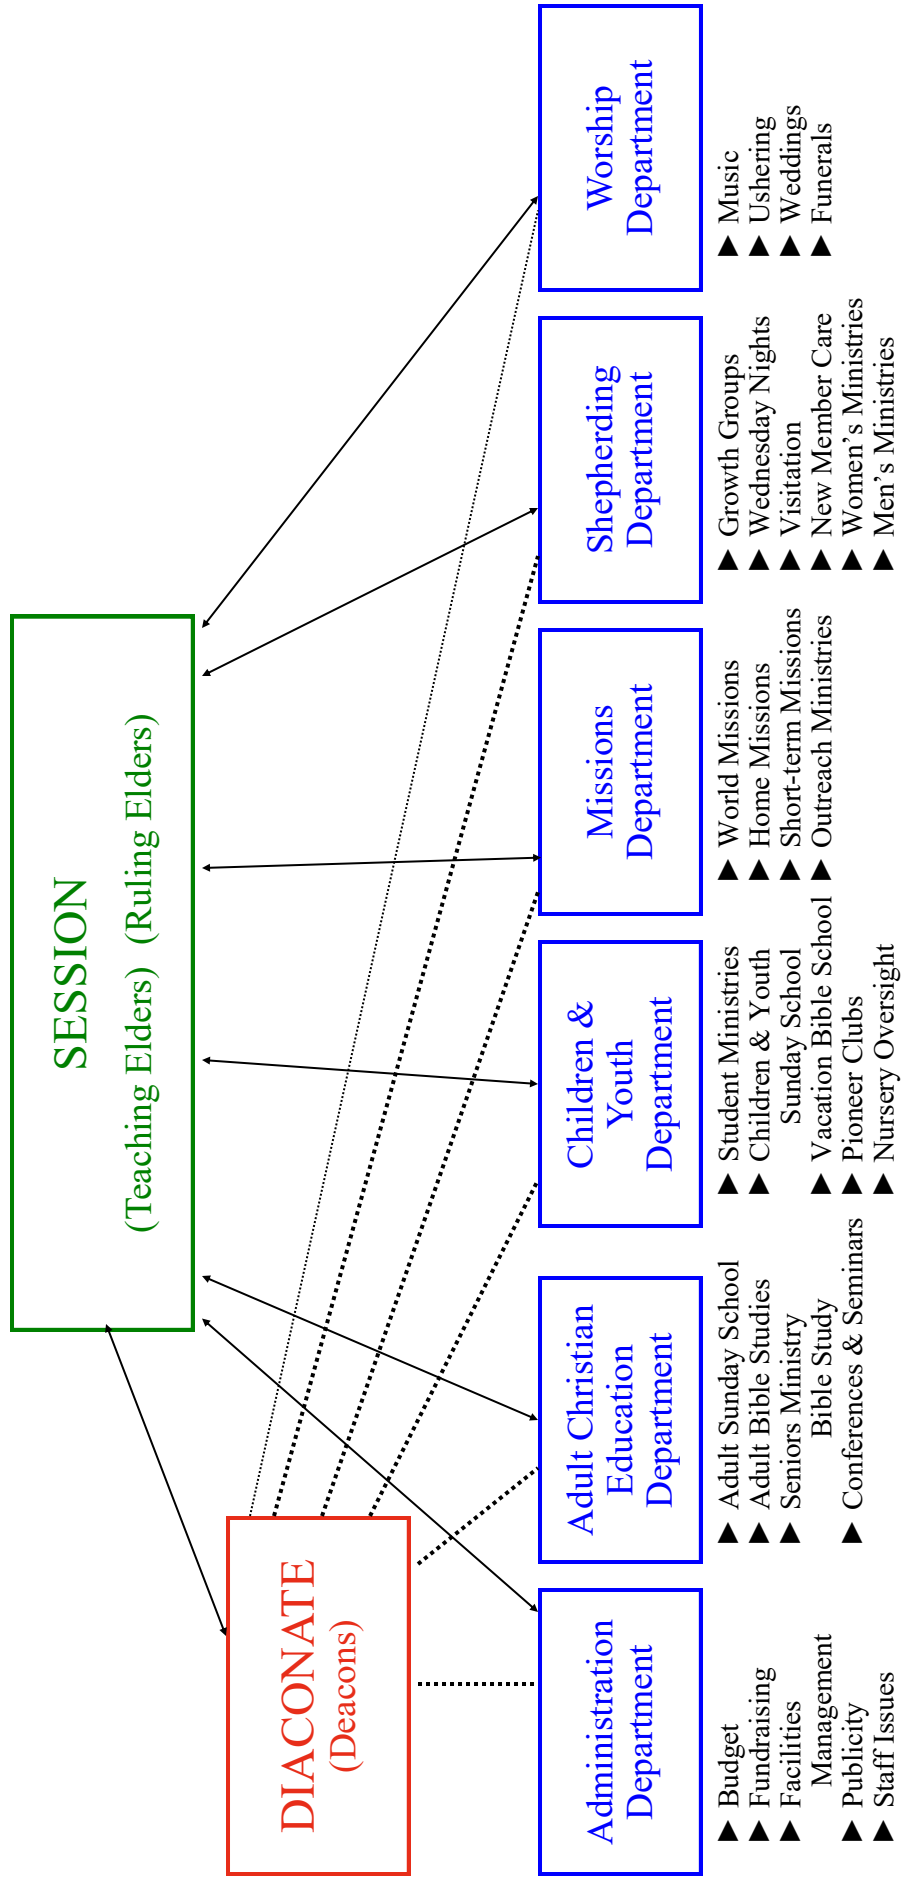 SESSION
(Teaching Elders) (Ruling Elders)
DIACONATE
(Deacons)
Administration
Department
▶ Budget
▶ Fundraising
▶ Facilities
Management
▶ Publicity
▶ Staff Issues
Adult Christian
Education
Department
▶ Adult Sunday School
▶ Adult Bible Studies
▶ Seniors Ministry
Bible Study
▶ Conferences & Seminars
Children &
Youth
Department
▶ Student Ministries
▶ Children & Youth
Sunday School
▶ Vacation Bible School
▶ Pioneer Clubs
▶ Nursery Oversight
Missions
Department
▶ World Missions
▶ Home Missions
▶ Short-term Missions
▶ Outreach Ministries
Shepherding
Department
▶ Growth Groups
▶ Wednesday Nights
▶ Visitation
▶ New Member Care
▶ Women’s Ministries
▶ Men’s Ministries
Worship
Department
▶ Music
▶ Ushering
▶ Weddings
▶ Funerals